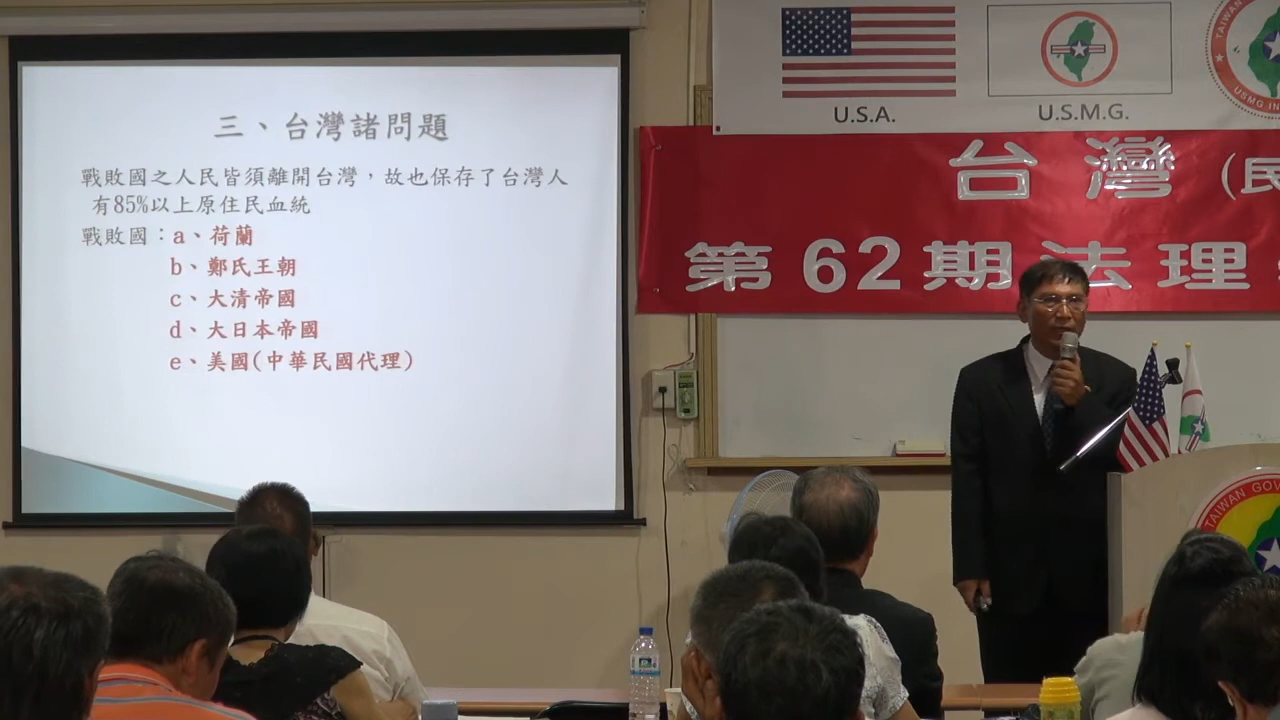 三、台灣諸問題
戰敗國之人民皆須離開台灣，故也保存了台灣人
有85%以上原住民血統
戰敗國：a、荷蘭
b、鄭氏王朝
c、大清帝國
d、大日本帝國
e、美國(中華民國代理)
U.S.A.
U.S.M.G.
台灣(民
第62期法理
TAIWAN GOV